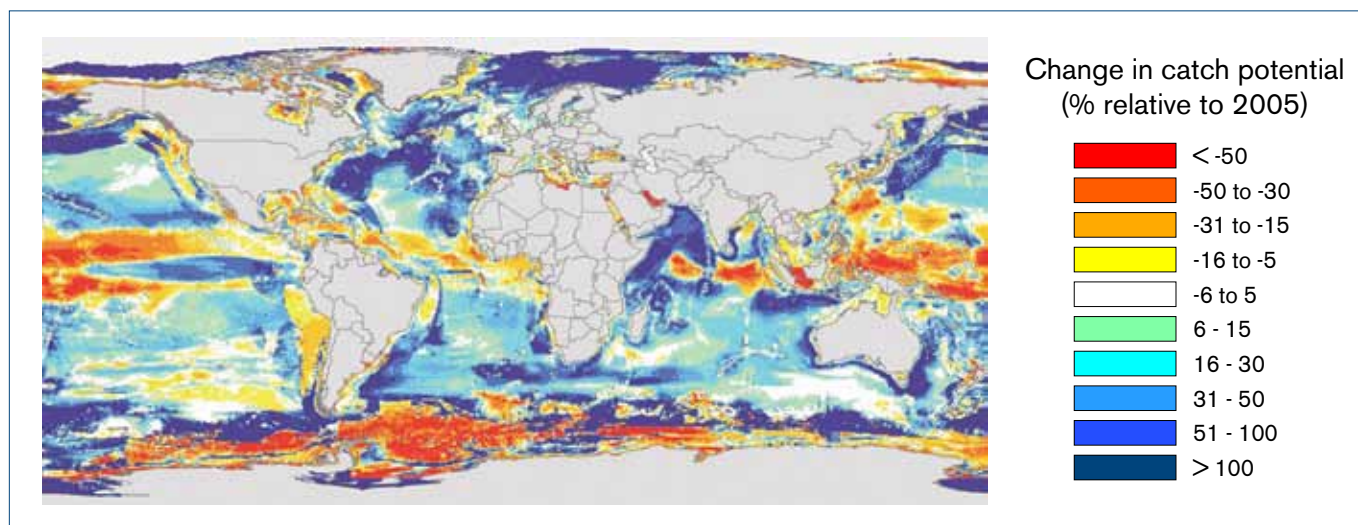 Change in catch potential
(% relative to 2005)
< -50
-50 to -30
-31 to -15
-16 to -5
-6 to 5
6 - 15
16 - 30
31 - 50
51 - 100
> 100